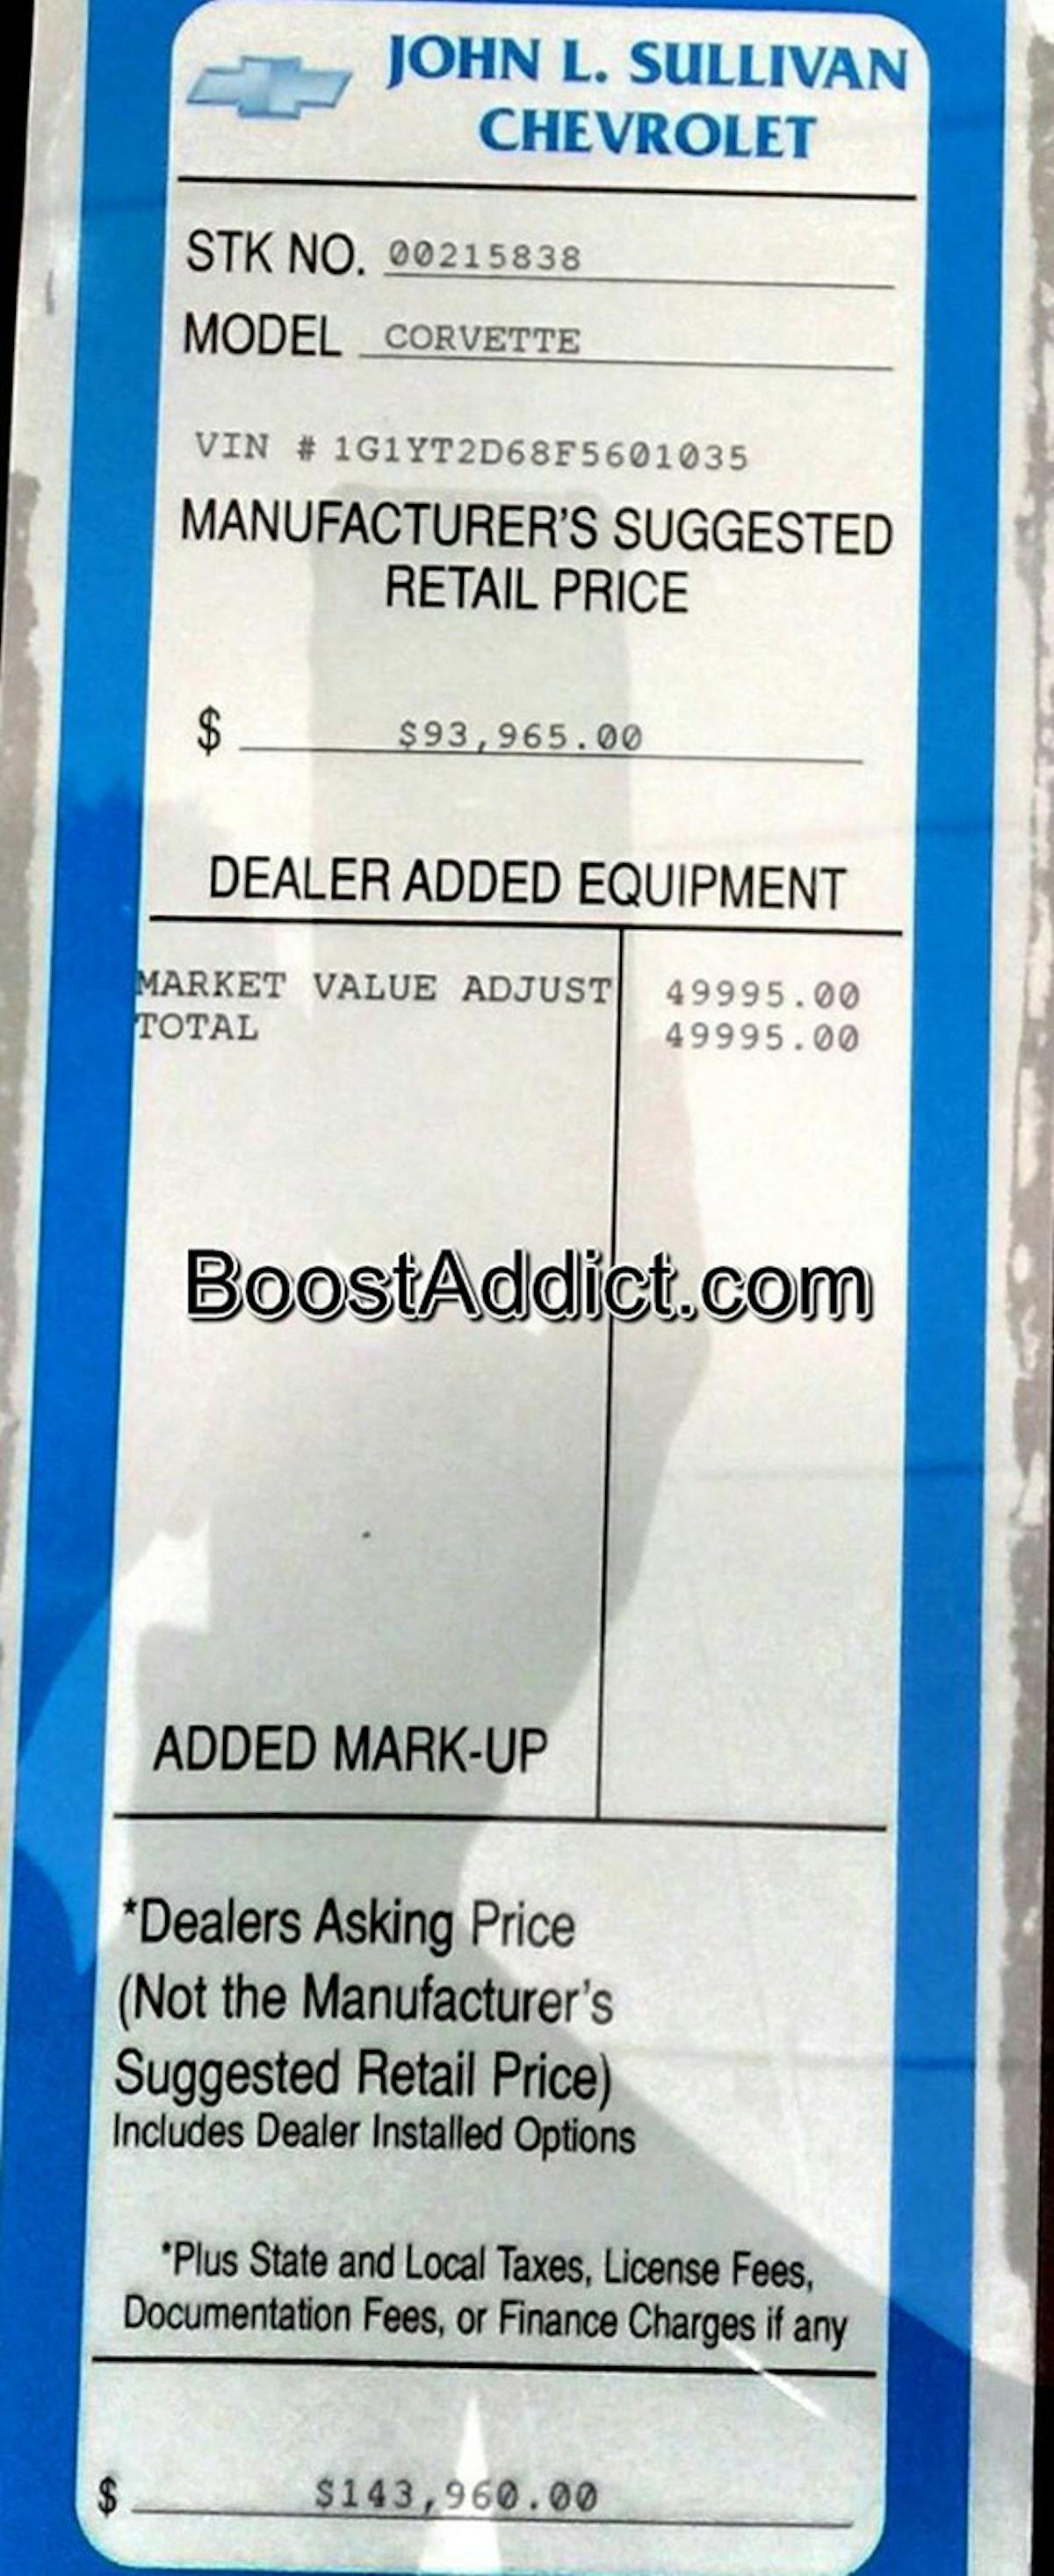 JOHN L. SULLIVAN
CHEVROLET
STK NO. 00215838
MODEL CORVETTE
VIN # 1G1YT2D68F5601035
MANUFACTURER'S SUGGESTED
RETAIL PRICE
$ $93,965.00
DEALER ADDED EQUIPMENT
MARKET VALUE ADJUST 49995.00
TOTAL 49995.00
BoostAddict.com
ADDED MARK-UP
*Dealers Asking Price
(Not the Manufacturer's
Suggested Retail Price)
Includes Dealer Installed Options
*Plus State and Local Taxes, License Fees,
Documentation Fees, or Finance Charges if any
$ $143,960.00